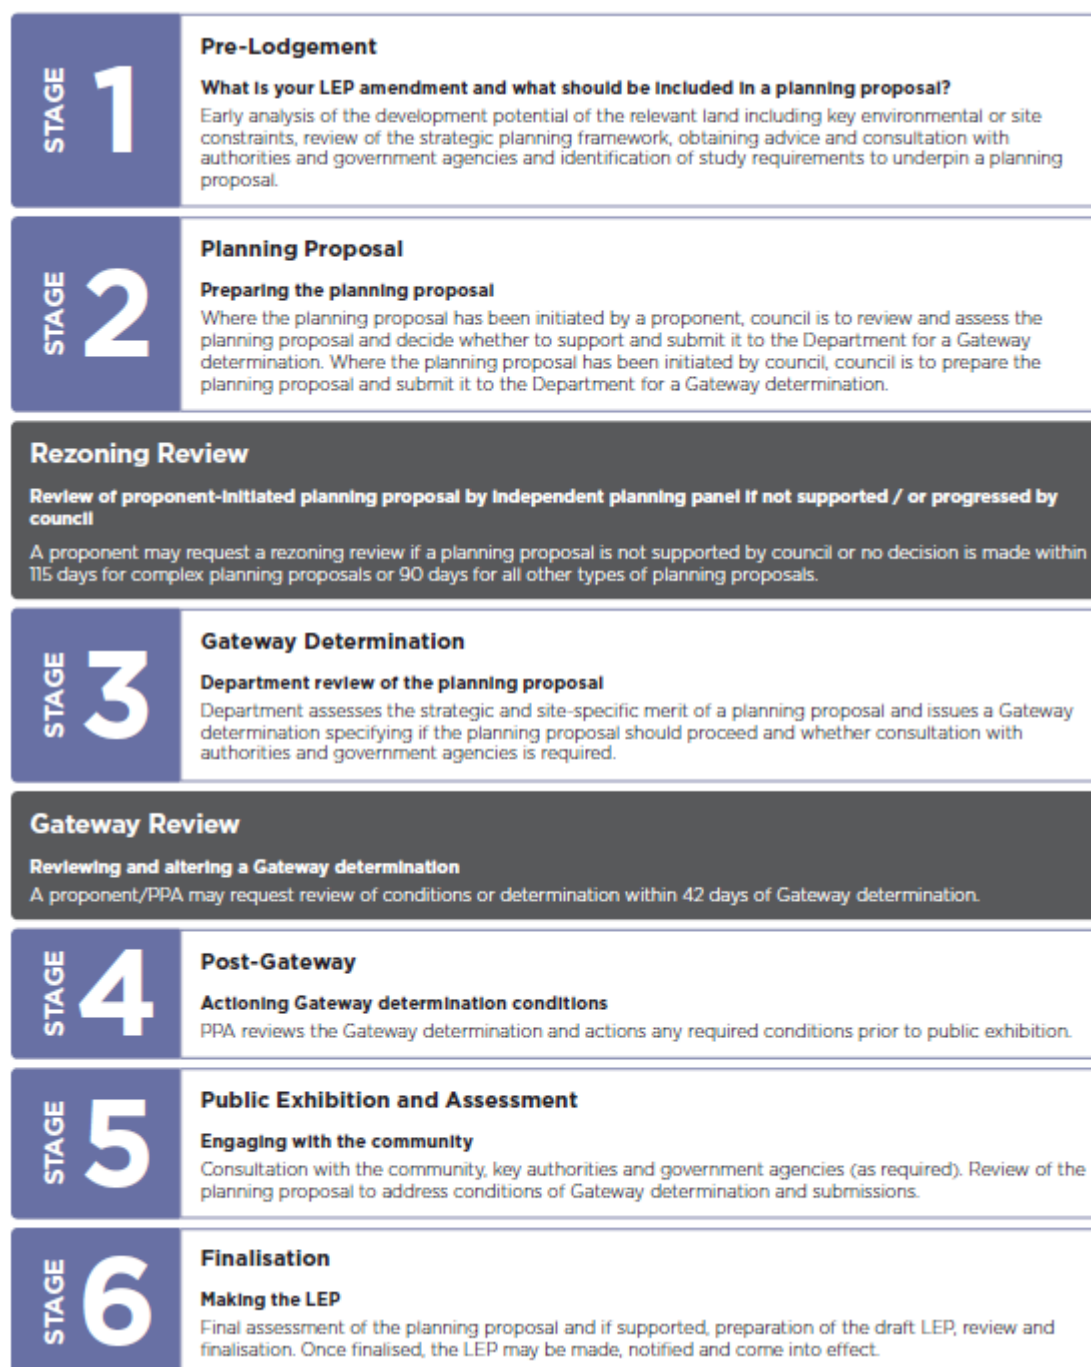 STAGE 1
Pre-Lodgement
What is your LEP amendment and what should be included in a planning proposal?
Early analysis of the development potential of the relevant land including key environmental or site
constraints, review of the strategic planning framework, obtaining advice and consultation with
authorities and government agencies and identification of study requirements to underpin a planning
proposal.
STAGE 2
Planning Proposal
Preparing the planning proposal
Where the planning proposal has been initiated by a proponent, council is to review and assess the
planning proposal and decide whether to support and submit it to the Department for a Gateway
determination. Where the planning proposal has been initiated by council, council is to prepare the
planning proposal and submit it to the Department for a Gateway determination.
Rezoning Review
Review of proponent-initiated planning proposal by independent planning panel if not supported / or progressed by
council
A proponent may request a rezoning review if a planning proposal is not supported by council or no decision is made within
115 days for complex planning proposals or 90 days for all other types of planning proposals.
STAGE 3
Gateway Determination
Department review of the planning proposal
Department assesses the strategic and site-specific merit of a planning proposal and issues a Gateway
determination specifying if the planning proposal should proceed and whether consultation with
authorities and government agencies is required.
Gateway Review
Reviewing and altering a Gateway determination
A proponent/PPA may request review of conditions or determination within 42 days of Gateway determination.
STAGE 4
Post-Gateway
Actioning Gateway determination conditions
PPA reviews the Gateway determination and actions any required conditions prior to public exhibition.
STAGE 5
Public Exhibition and Assessment
Engaging with the community
Consultation with the community, key authorities and government agencies (as required). Review of the
planning proposal to address conditions of Gateway determination and submissions.
STAGE 6
Finalisation
Making the LEP
Final assessment of the planning proposal and if supported, preparation of the draft LEP, review and
finalisation. Once finalised, the LEP may be made, notified and come into effect.